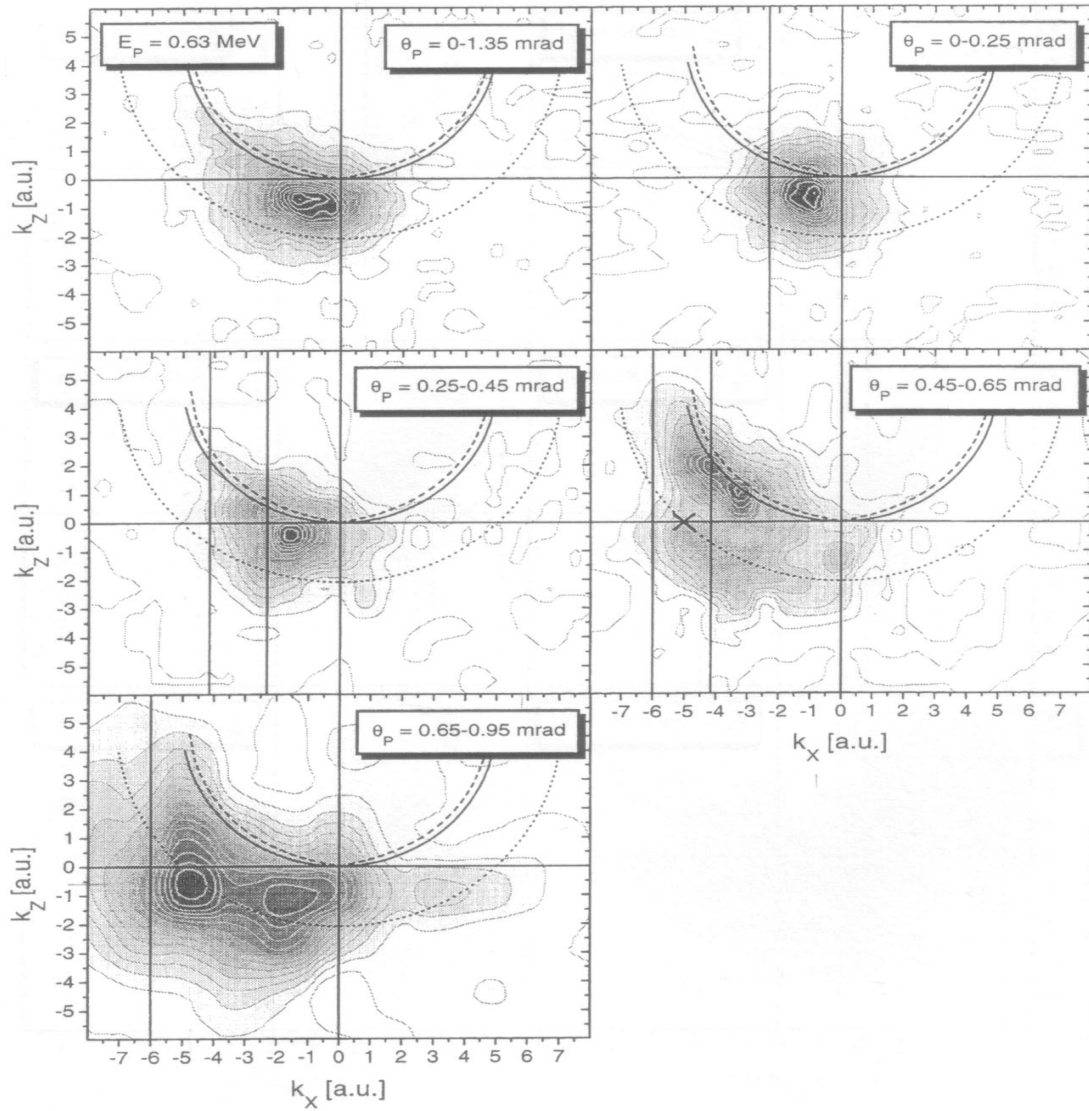 E_P = 0.63 MeV
θ_P = 0-1.35 mrad
θ_P = 0-0.25 mrad
5
4
3
2
1
0
-1
-2
-3
-4
-5
k_Z [a.u.]
θ_P = 0.25-0.45 mrad
θ_P = 0.45-0.65 mrad
5
4
3
2
1
0
-1
-2
-3
-4
-5
k_Z [a.u.]
-7 -6 -5 -4 -3 -2 -1 0 1 2 3 4 5 6 7
k_X [a.u.]
θ_P = 0.65-0.95 mrad
5
4
3
2
1
0
-1
-2
-3
-4
-5
k_Z [a.u.]
-7 -6 -5 -4 -3 -2 -1 0 1 2 3 4 5 6 7
k_X [a.u.]